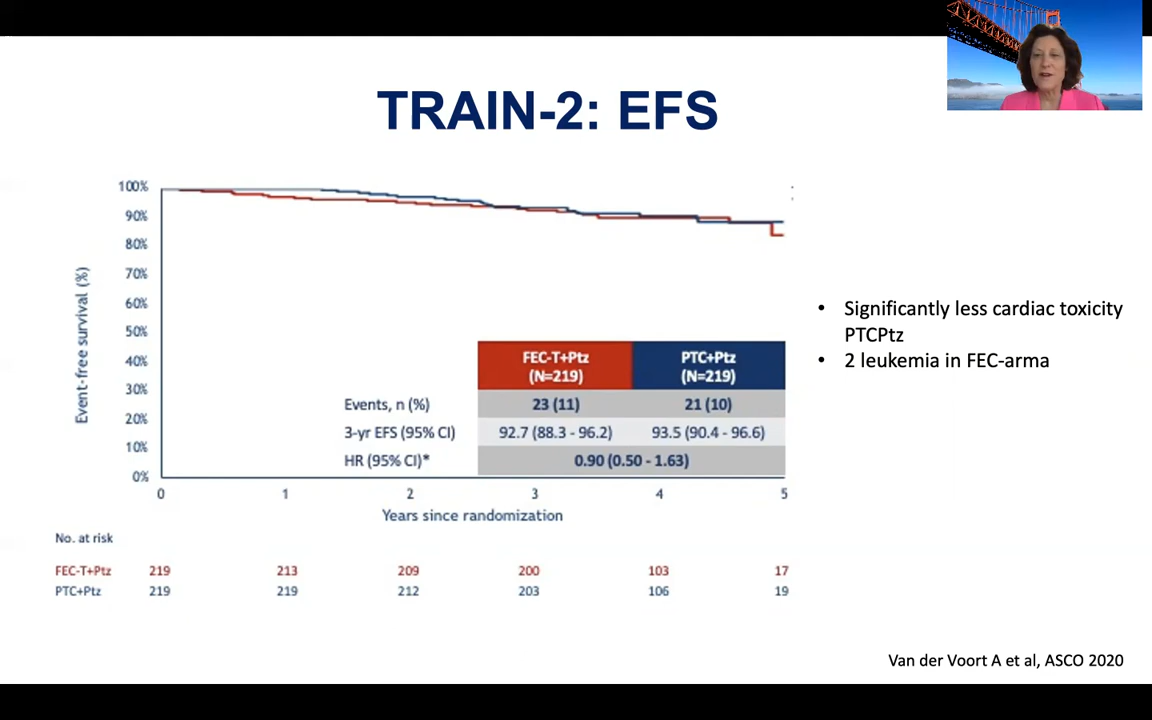 TRAIN-2: EFS
100%
90%
80%
70%
60%
50%
40%
30%
20%
10%
0%
Event-free survival (%)
FEC-T+Ptz PTC+Ptz
(N=219) (N=219)
Events, n (%) 23 (11) 21 (10)
3-yr EFS (95% CI) 92.7 (88.3 - 96.2) 93.5 (90.4 - 96.6)
HR (95% CI)* 0.90 (0.50 - 1.63)
0 1 2 3 4 5
Years since randomization
No. at risk
FEC-T+Ptz 219 213 209 200 103 17
PTC+Ptz 219 219 212 203 106 19
• Significantly less cardiac toxicity
PTCPtz
• 2 leukemia in FEC-arma
Van der Voort A et al, ASCO 2020